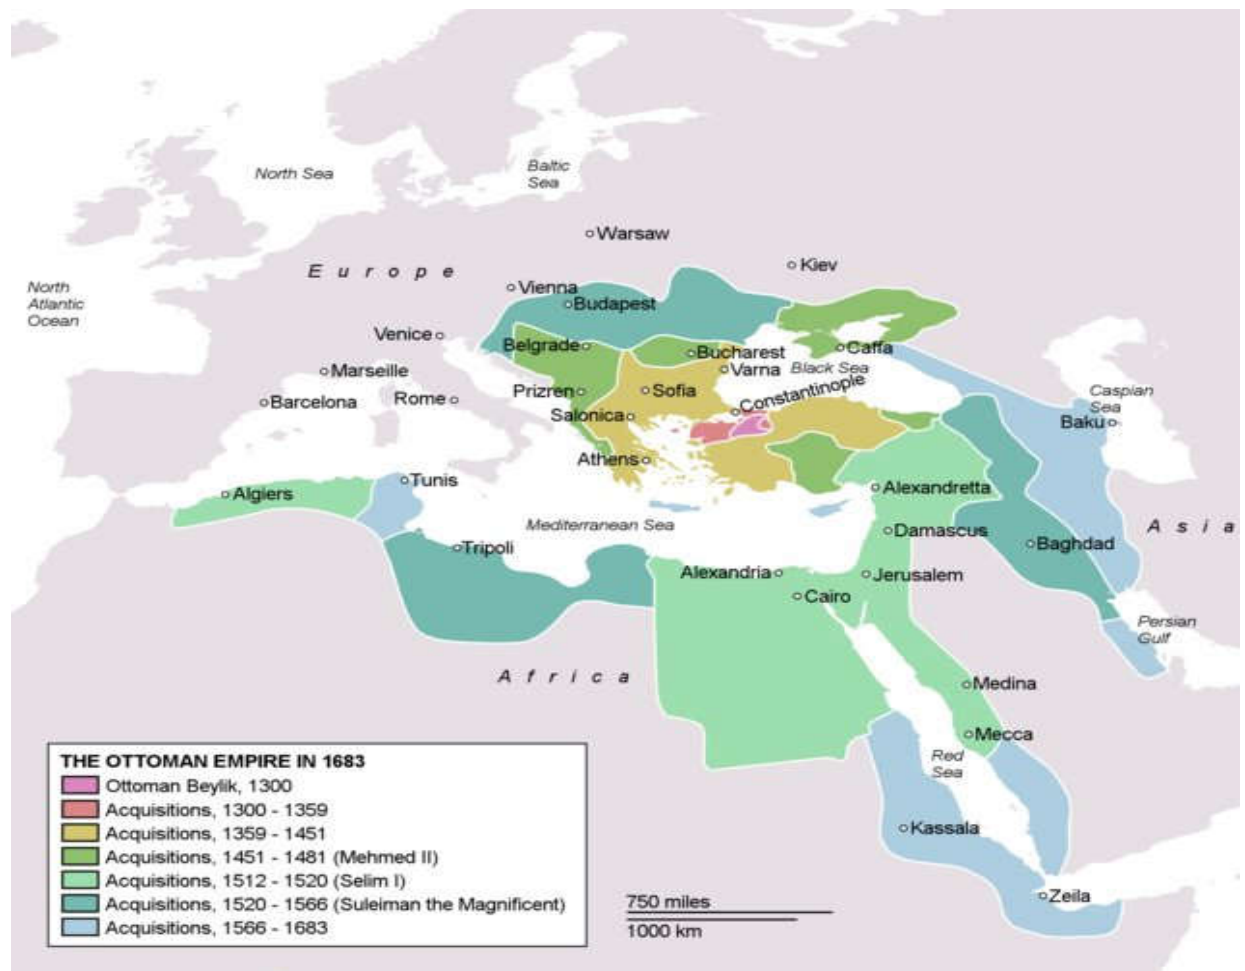 North Sea
Baltic
Sea
Warsaw
Kiev
Europe
North
Atlantic
Ocean
Vienna
Budapest
Venice
Belgrade
Bucharest
Caffa
Marseille
Varna
Black Sea
Barcelona
Rome
Prizren
Sofia
Constantinople
Caspian
Sea
Salonica
Baku
Athens
Tunis
Algiers
Alexandretta
Mediterranean Sea
Asia
Damascus
Baghdad
Tripoli
Alexandria
Jerusalem
Cairo
Persian
Gulf
Africa
Medina
Mecca
Red
Sea
Kassala
Zeila
THE OTTOMAN EMPIRE IN 1683
Ottoman Beylik, 1300
Acquisitions, 1300 - 1359
Acquisitions, 1359 - 1451
Acquisitions, 1451 - 1481 (Mehmed II)
Acquisitions, 1512 - 1520 (Selim I)
Acquisitions, 1520 - 1566 (Suleiman the Magnificent)
Acquisitions, 1566 - 1683
750 miles
1000 km